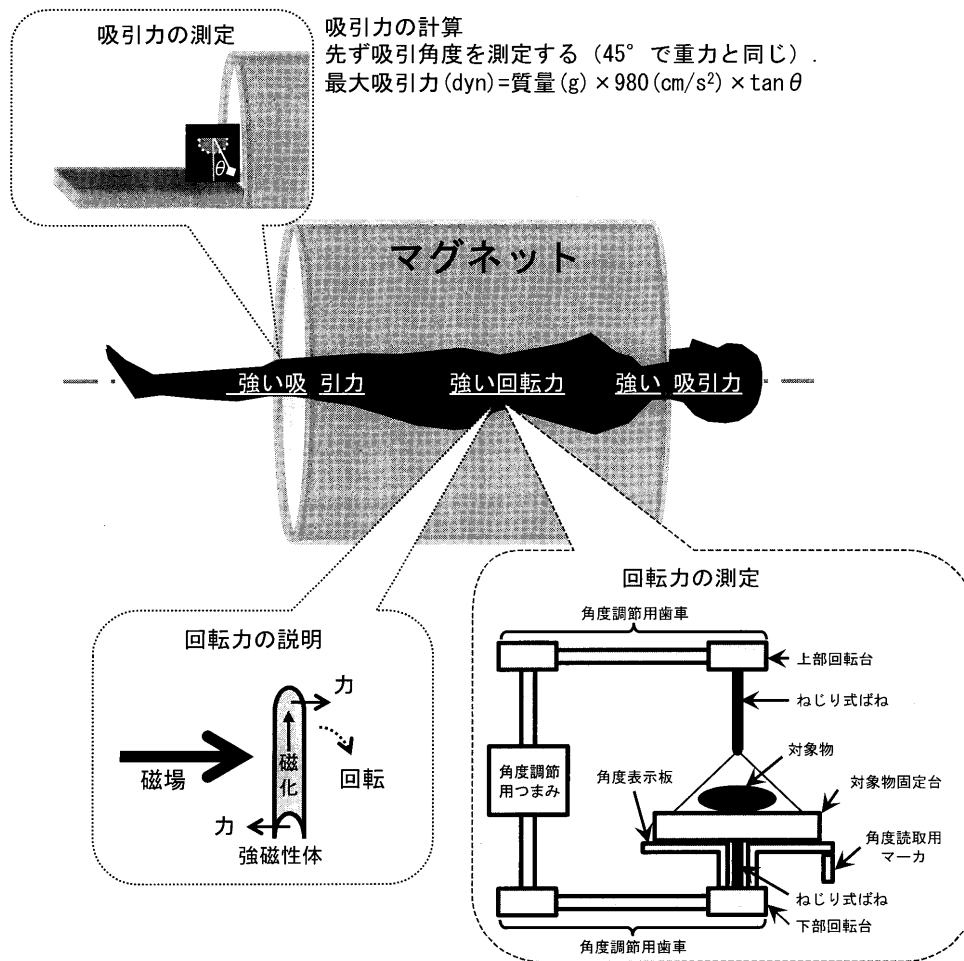 吸引力の測定
吸引力の計算
先ず吸引角度を測定する（45°で重力と同じ）.
最大吸引力(dyn)=質量(g)×980(cm/s²)×tanθ
θ
マグネット
強い吸 引力
強い回転力
強い 吸引力
回転力の説明
力
磁場
磁化
回転
力
強磁性体
回転力の測定
角度調節用歯車
上部回転台
ねじり式ばね
対象物
角度調節
用つまみ
角度表示板
対象物固定台
角度読取用
マーカ
ねじり式ばね
下部回転台
角度調節用歯車